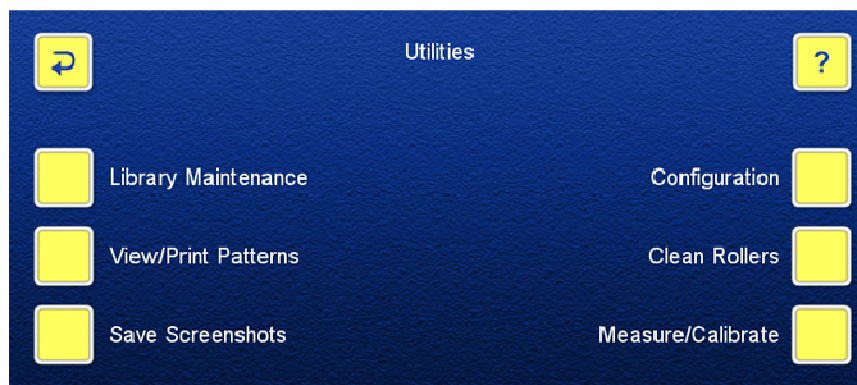 Utilities
?
Library Maintenance
Configuration
View/Print Patterns
Clean Rollers
Save Screenshots
Measure/Calibrate